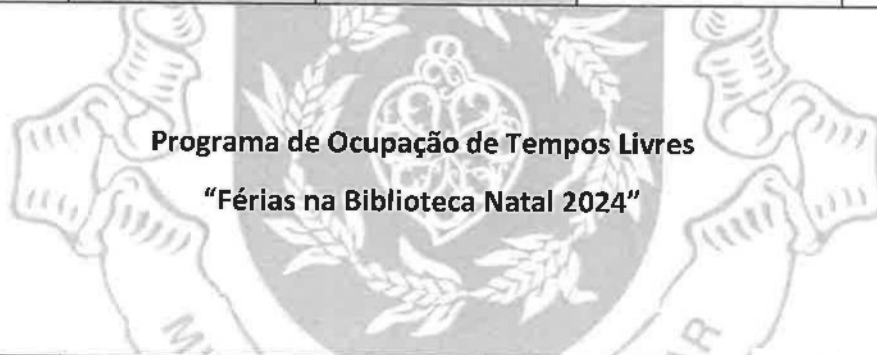 Programa de Ocupação de Tempos Livres
“Férias na Biblioteca Natal 2024”